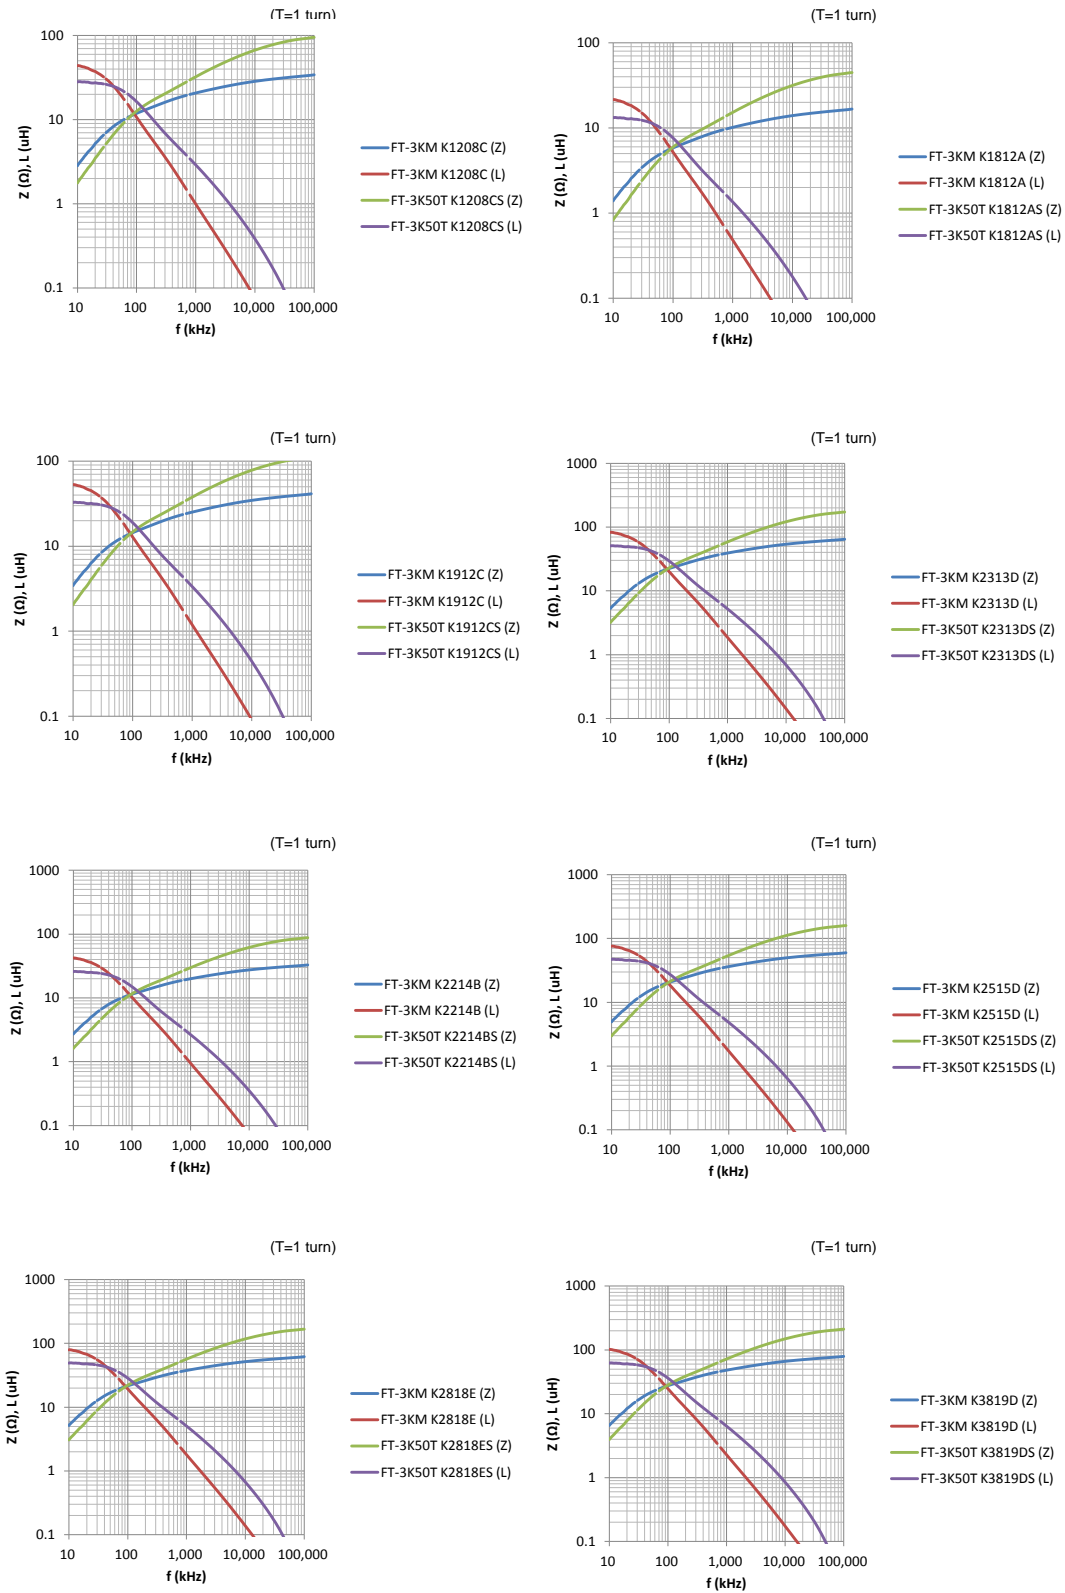 (T=1 turn)
100
10
1
0.1
10
100
1,000
10,000
100,000
Z (Ω), L (uH)
f (kHz)
FT-3KM K1208C (Z)
FT-3KM K1208C (L)
FT-3K50T K1208CS (Z)
FT-3K50T K1208CS (L)
(T=1 turn)
100
10
1
0.1
10
100
1,000
10,000
100,000
Z (Ω), L (uH)
f (kHz)
FT-3KM K1812A (Z)
FT-3KM K1812A (L)
FT-3K50T K1812AS (Z)
FT-3K50T K1812AS (L)
(T=1 turn)
100
10
1
0.1
10
100
1,000
10,000
100,000
Z (Ω), L (uH)
f (kHz)
FT-3KM K1912C (Z)
FT-3KM K1912C (L)
FT-3K50T K1912CS (Z)
FT-3K50T K1912CS (L)
(T=1 turn)
1000
100
10
1
0.1
10
100
1,000
10,000
100,000
Z (Ω), L (uH)
f (kHz)
FT-3KM K2313D (Z)
FT-3KM K2313D (L)
FT-3K50T K2313DS (Z)
FT-3K50T K2313DS (L)
(T=1 turn)
1000
100
10
1
0.1
10
100
1,000
10,000
100,000
Z (Ω), L (uH)
f (kHz)
FT-3KM K2214B (Z)
FT-3KM K2214B (L)
FT-3K50T K2214BS (Z)
FT-3K50T K2214BS (L)
(T=1 turn)
1000
100
10
1
0.1
10
100
1,000
10,000
100,000
Z (Ω), L (uH)
f (kHz)
FT-3KM K2515D (Z)
FT-3KM K2515D (L)
FT-3K50T K2515DS (Z)
FT-3K50T K2515DS (L)
(T=1 turn)
1000
100
10
1
0.1
10
100
1,000
10,000
100,000
Z (Ω), L (uH)
f (kHz)
FT-3KM K2818E (Z)
FT-3KM K2818E (L)
FT-3K50T K2818ES (Z)
FT-3K50T K2818ES (L)
(T=1 turn)
1000
100
10
1
0.1
10
100
1,000
10,000
100,000
Z (Ω), L (uH)
f (kHz)
FT-3KM K3819D (Z)
FT-3KM K3819D (L)
FT-3K50T K3819DS (Z)
FT-3K50T K3819DS (L)